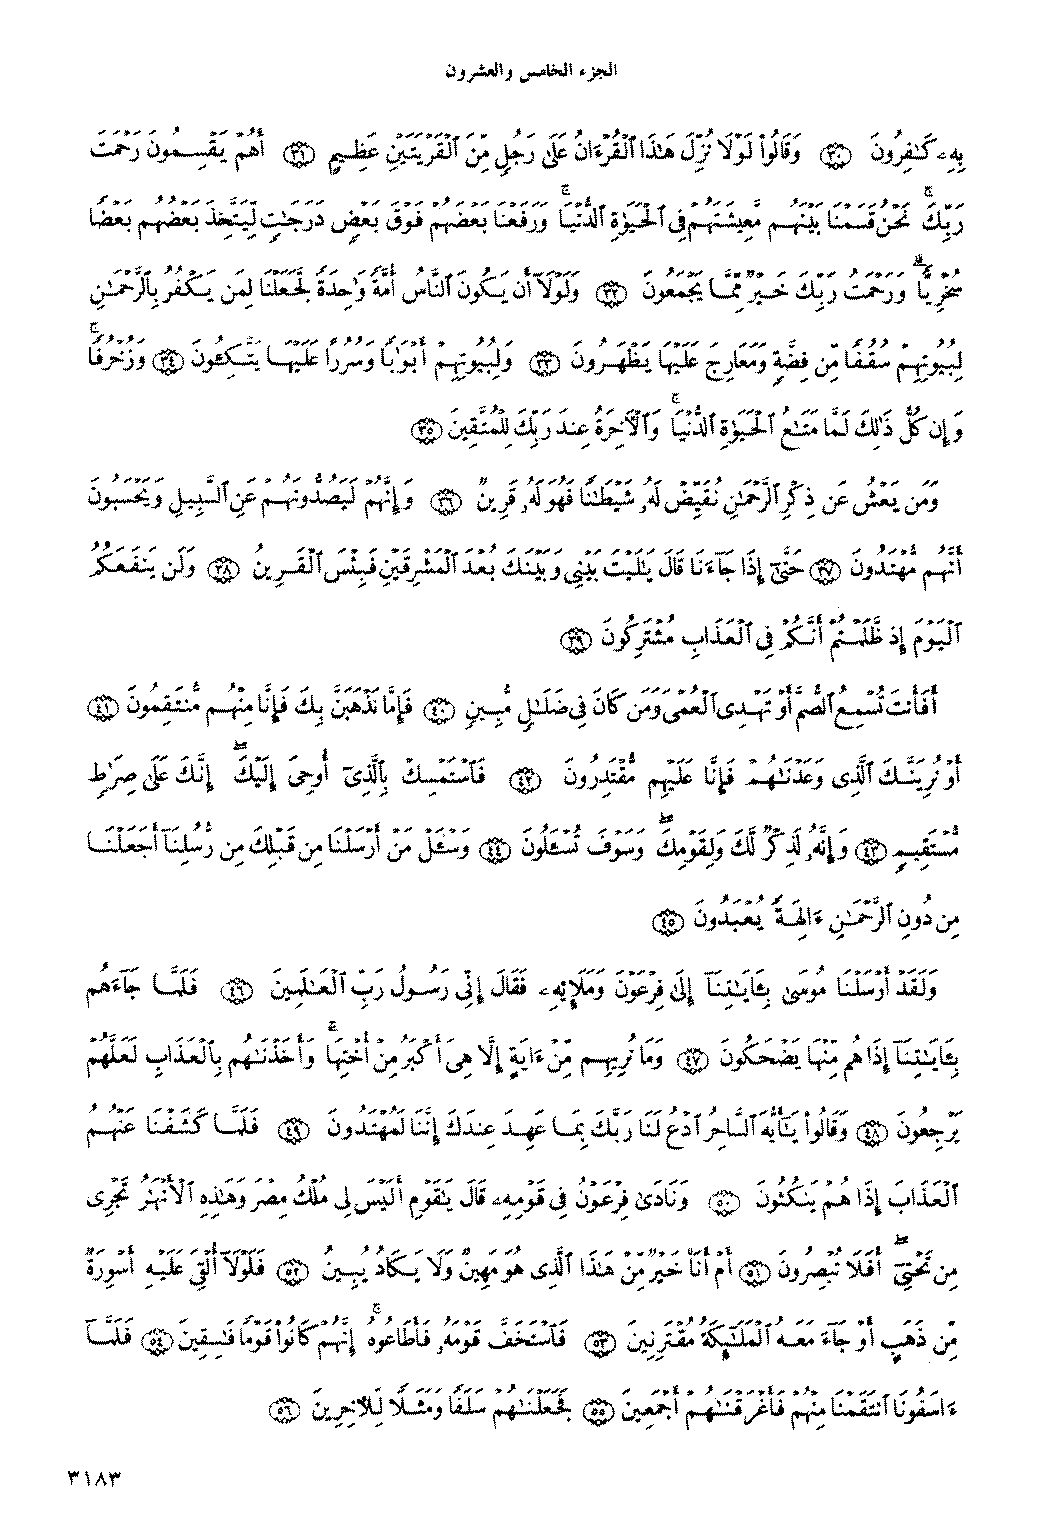 الجزء الخامس والعشرون
بِهِۦ كَٰفِرُونَ ﴿٣٠﴾ وَقَالُوا۟ لَوْلَا نُزِّلَ هَٰذَا ٱلْقُرْءَانُ عَلَىٰ رَجُلٍ مِّنَ ٱلْقَرْيَتَيْنِ عَظِيمٍ ﴿٣١﴾ أَهُمْ يَقْسِمُونَ رَحْمَتَ
رَبِّكَ ۚ نَحْنُ قَسَمْنَا بَيْنَهُم مَّعِيشَتَهُمْ فِى ٱلْحَيَوٰةِ ٱلدُّنْيَا ۚ وَرَفَعْنَا بَعْضَهُمْ فَوْقَ بَعْضٍ دَرَجَٰتٍ لِّيَتَّخِذَ بَعْضُهُم بَعْضًا
سُخْرِيًّا ۗ وَرَحْمَتُ رَبِّكَ خَيْرٌ مِّمَّا يَجْمَعُونَ ﴿٣٢﴾ وَلَوْلَآ أَن يَكُونَ ٱلنَّاسُ أُمَّةً وَٰحِدَةً لَّجَعَلْنَا لِمَن يَكْفُرُ بِٱلرَّحْمَٰنِ
لِبُيُوتِهِمْ سُقُفًا مِّن فِضَّةٍ وَمَعَارِجَ عَلَيْهَا يَظْهَرُونَ ﴿٣٣﴾ وَلِبُيُوتِهِمْ أَبْوَٰبًا وَسُرُرًا عَلَيْهَا يَتَّكِـُٔونَ ﴿٣٤﴾ وَزُخْرُفًا ۚ
وَإِن كُلُّ ذَٰلِكَ لَمَّا مَتَٰعُ ٱلْحَيَوٰةِ ٱلدُّنْيَا ۚ وَٱلْءَاخِرَةُ عِندَ رَبِّكَ لِلْمُتَّقِينَ ﴿٣٥﴾
وَمَن يَعْشُ عَن ذِكْرِ ٱلرَّحْمَٰنِ نُقَيِّضْ لَهُۥ شَيْطَٰنًا فَهُوَ لَهُۥ قَرِينٌ ﴿٣٦﴾ وَإِنَّهُمْ لَيَصُدُّونَهُمْ عَنِ ٱلسَّبِيلِ وَيَحْسَبُونَ
أَنَّهُم مُّهْتَدُونَ ﴿٣٧﴾ حَتَّىٰٓ إِذَا جَآءَنَا قَالَ يَٰلَيْتَ بَيْنِى وَبَيْنَكَ بُعْدَ ٱلْمَشْرِقَيْنِ فَبِئْسَ ٱلْقَرِينُ ﴿٣٨﴾ وَلَن يَنفَعَكُمُ
ٱلْيَوْمَ إِذ ظَّلَمْتُمْ أَنَّكُمْ فِى ٱلْعَذَابِ مُشْتَرِكُونَ ﴿٣٩﴾
أَفَأَنتَ تُسْمِعُ ٱلصُّمَّ أَوْ تَهْدِى ٱلْعُمْىَ وَمَن كَانَ فِى ضَلَٰلٍ مُّبِينٍ ﴿٤٠﴾ فَإِمَّا نَذْهَبَنَّ بِكَ فَإِنَّا مِنْهُم مُّنتَقِمُونَ ﴿٤١﴾
أَوْ نُرِيَنَّكَ ٱلَّذِى وَعَدْنَٰهُمْ فَإِنَّا عَلَيْهِم مُّقْتَدِرُونَ ﴿٤٢﴾ فَٱسْتَمْسِكْ بِٱلَّذِىٓ أُوحِىَ إِلَيْكَ ۖ إِنَّكَ عَلَىٰ صِرَٰطٍ
مُّسْتَقِيمٍ ﴿٤٣﴾ وَإِنَّهُۥ لَذِكْرٌ لَّكَ وَلِقَوْمِكَ ۖ وَسَوْفَ تُسْـَٔلُونَ ﴿٤٤﴾ وَسْـَٔلْ مَنْ أَرْسَلْنَا مِن قَبْلِكَ مِن رُّسُلِنَآ أَجَعَلْنَا
مِن دُونِ ٱلرَّحْمَٰنِ ءَالِهَةً يُعْبَدُونَ ﴿٤٥﴾
وَلَقَدْ أَرْسَلْنَا مُوسَىٰ بِـَٔايَٰتِنَآ إِلَىٰ فِرْعَوْنَ وَمَلَإِي۟هِۦ فَقَالَ إِنِّى رَسُولُ رَبِّ ٱلْعَٰلَمِينَ ﴿٤٦﴾ فَلَمَّا جَآءَهُم
بِـَٔايَٰتِنَآ إِذَا هُم مِّنْهَا يَضْحَكُونَ ﴿٤٧﴾ وَمَا نُرِيهِم مِّنْ ءَايَةٍ إِلَّا هِىَ أَكْبَرُ مِنْ أُخْتِهَا ۚ وَأَخَذْنَٰهُم بِٱلْعَذَابِ لَعَلَّهُمْ
يَرْجِعُونَ ﴿٤٨﴾ وَقَالُوا۟ يَٰٓأَيُّهَ ٱلسَّاحِرُ ٱدْعُ لَنَا رَبَّكَ بِمَا عَهِدَ عِندَكَ إِنَّنَا لَمُهْتَدُونَ ﴿٤٩﴾ فَلَمَّا كَشَفْنَا عَنْهُمُ
ٱلْعَذَابَ إِذَا هُمْ يَنكُثُونَ ﴿٥٠﴾ وَنَادَىٰ فِرْعَوْنُ فِى قَوْمِهِۦ قَالَ يَٰقَوْمِ أَلَيْسَ لِى مُلْكُ مِصْرَ وَهَٰذِهِ ٱلْأَنْهَٰرُ تَجْرِى
مِن تَحْتِىٓ ۖ أَفَلَا تُبْصِرُونَ ﴿٥١﴾ أَمْ أَنَا۠ خَيْرٌ مِّنْ هَٰذَا ٱلَّذِى هُوَ مَهِينٌ وَلَا يَكَادُ يُبِينُ ﴿٥٢﴾ فَلَوْلَآ أُلْقِىَ عَلَيْهِ أَسْوِرَةٌ
مِّن ذَهَبٍ أَوْ جَآءَ مَعَهُ ٱلْمَلَٰٓئِكَةُ مُقْتَرِنِينَ ﴿٥٣﴾ فَٱسْتَخَفَّ قَوْمَهُۥ فَأَطَاعُوهُ ۚ إِنَّهُمْ كَانُوا۟ قَوْمًا فَٰسِقِينَ ﴿٥٤﴾ فَلَمَّآ
ءَاسَفُونَا ٱنتَقَمْنَا مِنْهُمْ فَأَغْرَقْنَٰهُمْ أَجْمَعِينَ ﴿٥٥﴾ فَجَعَلْنَٰهُمْ سَلَفًا وَمَثَلًا لِّلْءَاخِرِينَ ﴿٥٦﴾
٣١٨٣